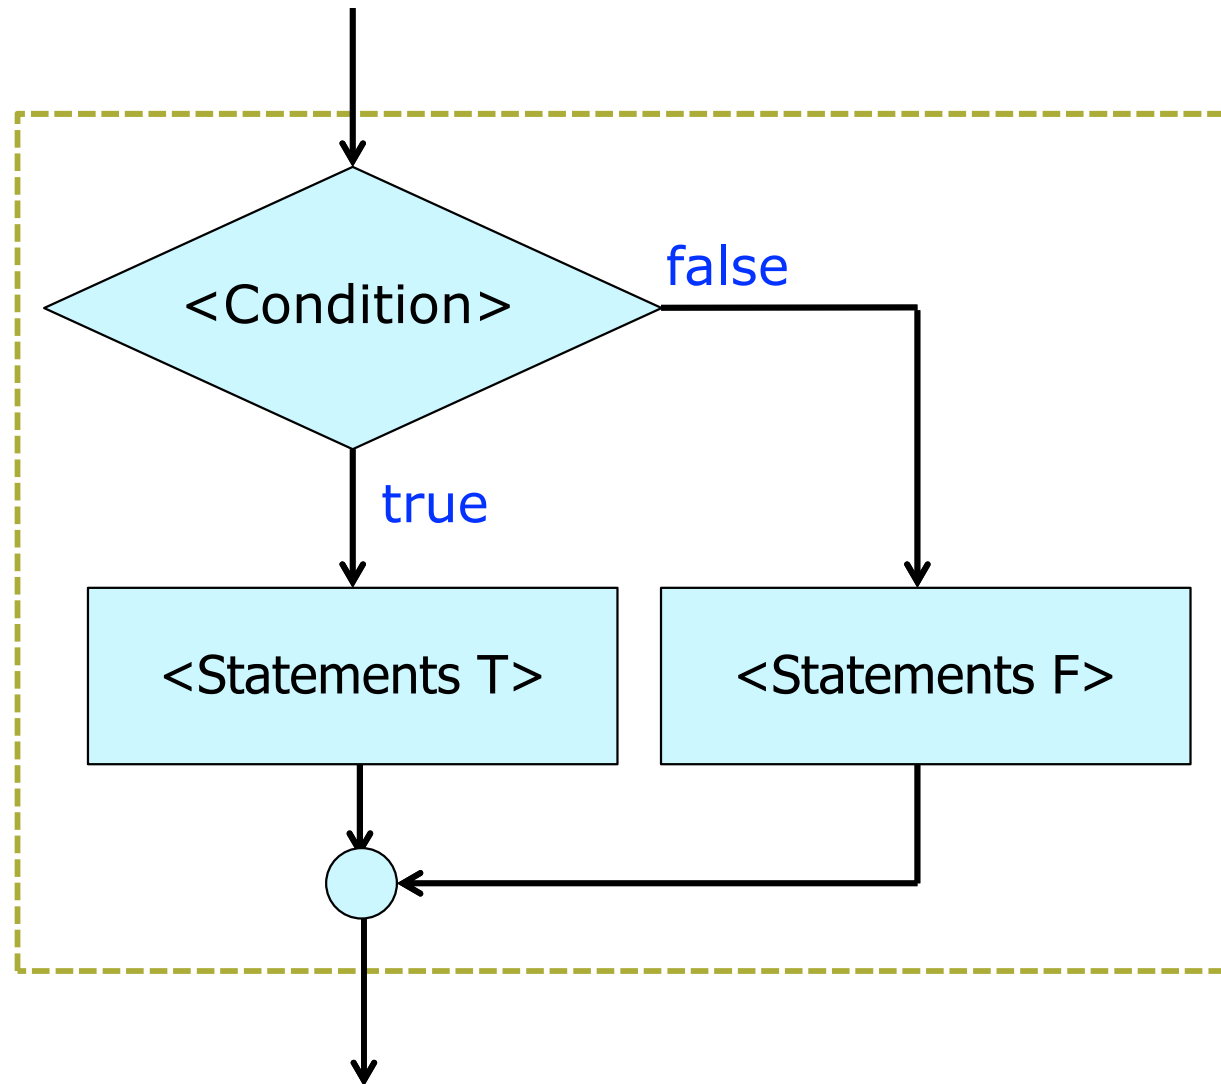 false
<Condition>
true
<Statements T>
<Statements F>